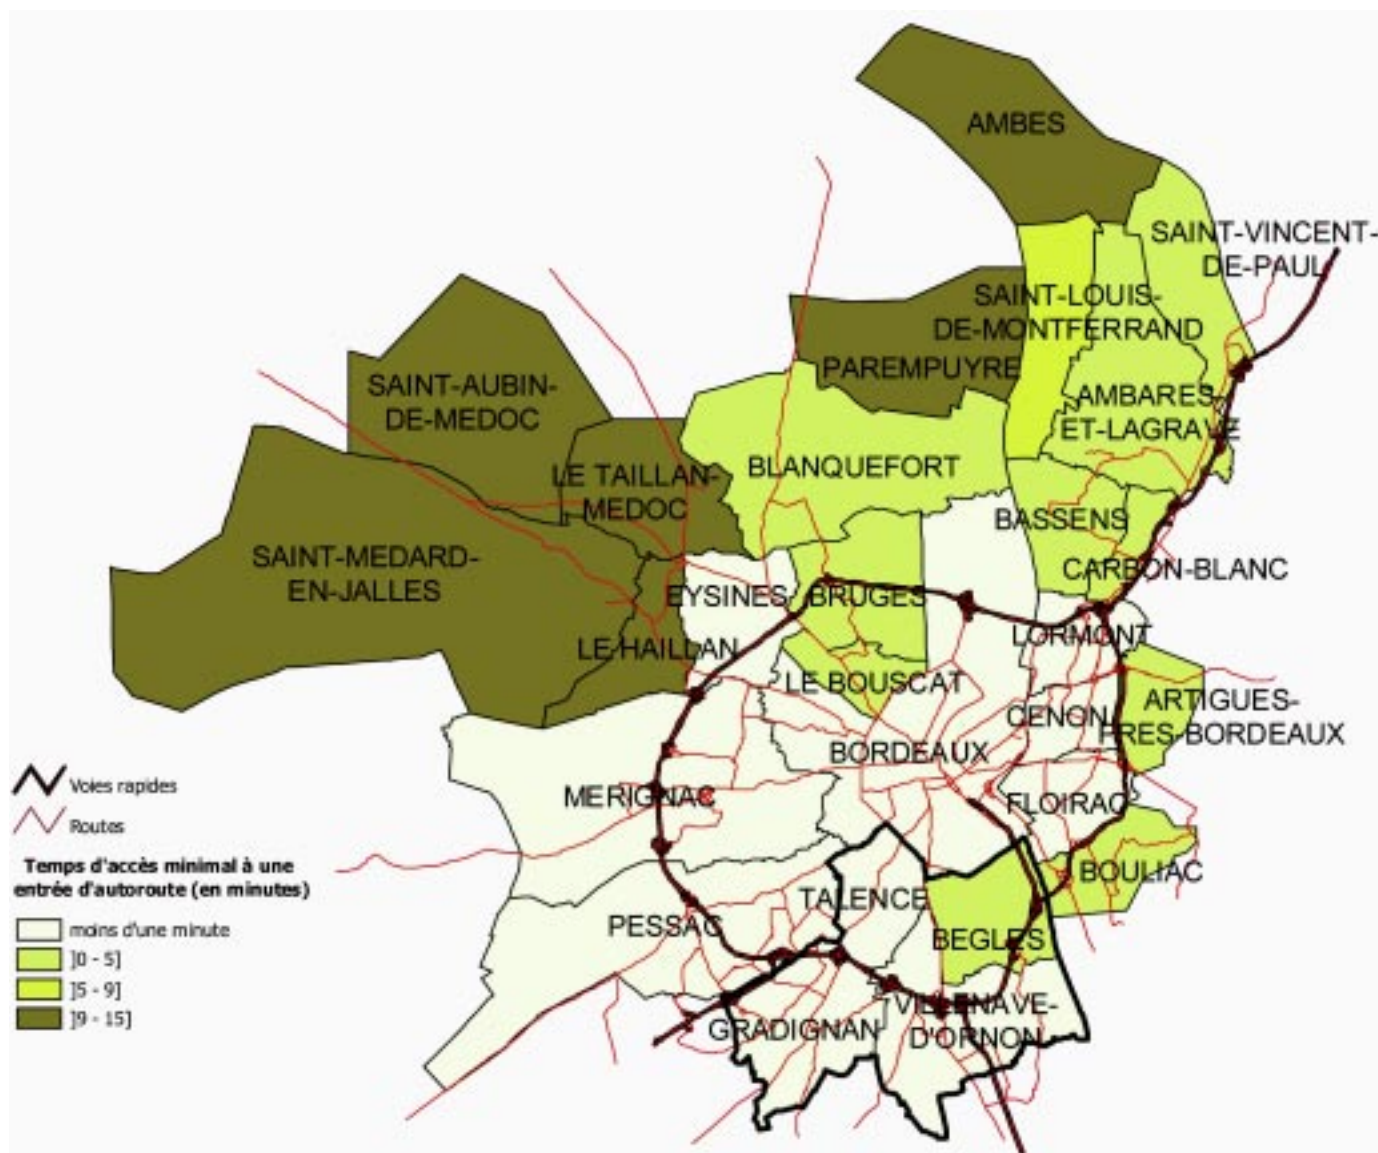 AMBES
SAINT-VINCENT-
DE-PAUL
SAINT-LOUIS-
DE-MONTFERRAND
PAREMPUYRE
SAINT-AUBIN-
DE-MEDOC
AMBARES-
ET-LAGRAVE
LE TAILLAN-
MEDOC
BLANQUEFORT
BASSENS
SAINT-MEDARD-
EN-JALLES
CARBON-BLANC
EYSINES
BRUGES
LORMONT
LE HAILLAN
LE BOUSCAT
ARTIGUES-
PRES-BORDEAUX
CENON
BORDEAUX
MERIGNAC
FLOIRAC
BOULIAC
TALENCE
PESSAC
BEGLES
VILLENAVE-
D'ORNON
GRADIGNAN
Voies rapides
Routes
Temps d'accès minimal à une
entrée d'autoroute (en minutes)
moins d'une minute
]0 - 5]
]5 - 9]
]9 - 15]